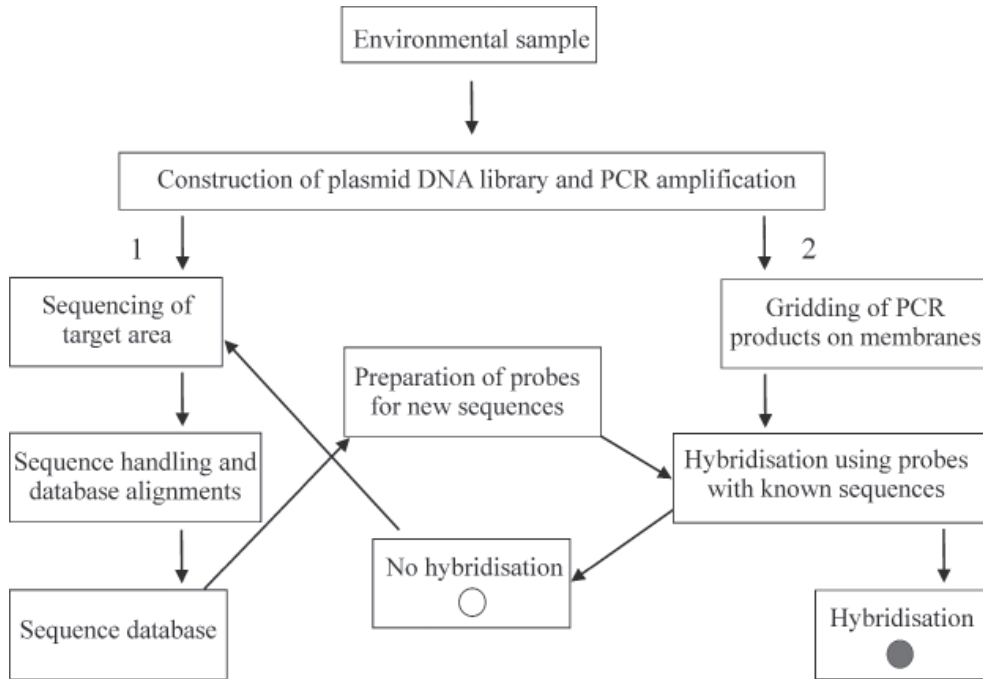 Environmental sample
Construction of plasmid DNA library and PCR amplification
1
2
Sequencing of
target area
Gridding of PCR
products on membranes
Preparation of probes
for new sequences
Sequence handling and
database alignments
Hybridisation using probes
with known sequences
No hybridisation
Sequence database
Hybridisation